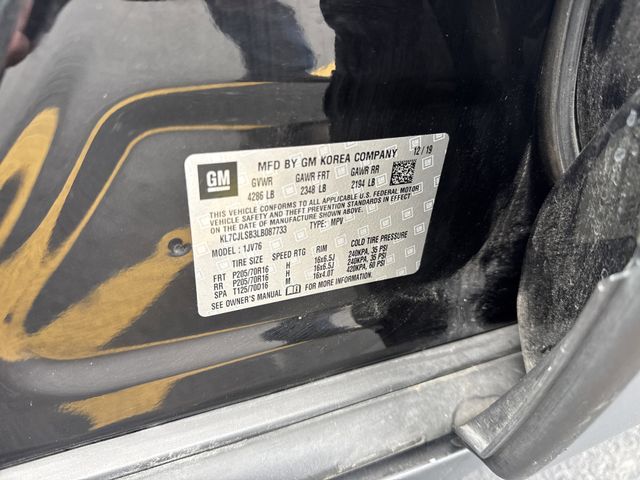 GM
MFD BY GM KOREA COMPANY 12/19
GVWR GAWR FRT GAWR RR
4286 LB 2348 LB 2194 LB
THIS VEHICLE CONFORMS TO ALL APPLICABLE U.S. FEDERAL MOTOR
VEHICLE SAFETY AND THEFT PREVENTION STANDARDS IN EFFECT ON
THE DATE OF MANUFACTURE SHOWN ABOVE.
KL7CJLSB3LB087733 TYPE: MPV
MODEL: 1JV76
TIRE SIZE SPEED RTG RIM COLD TIRE PRESSURE
FRT P205/70R16 H 16x6.5J 240KPA, 35 PSI
RR P205/70R16 H 16x6.5J 240KPA, 35 PSI
SPA T125/70D16 M 16x4.0T 420KPA, 60 PSI
SEE OWNER'S MANUAL FOR MORE INFORMATION.